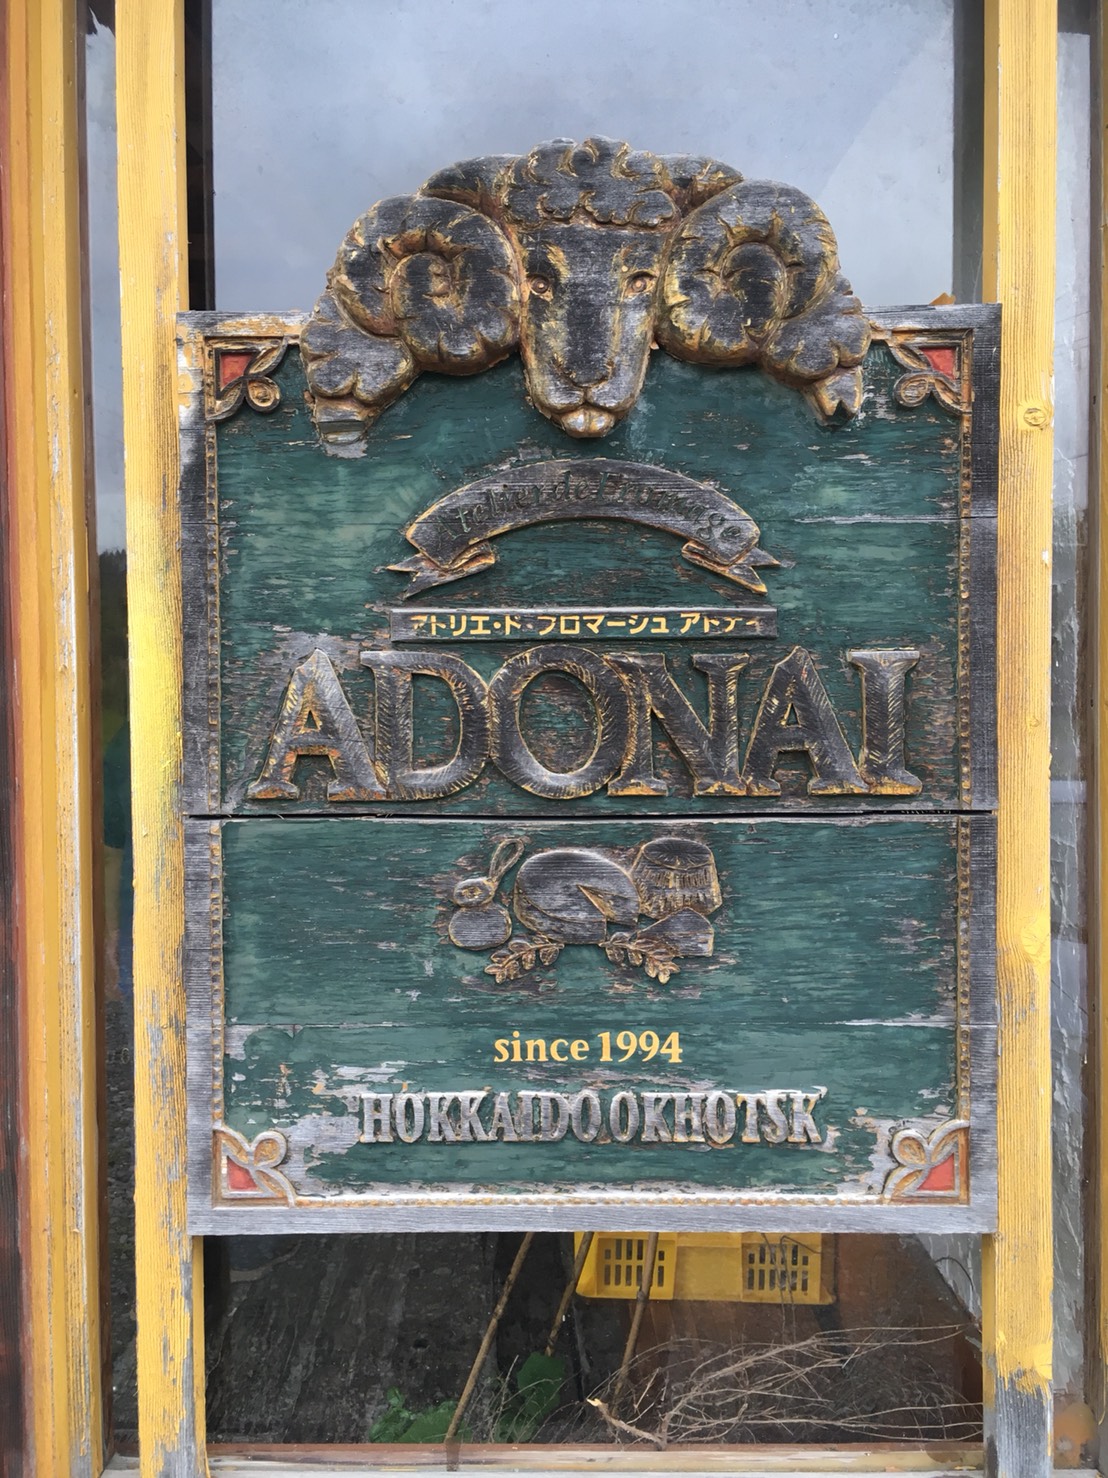 Atelier de Fromage
アトリエ・ド・フロマージュ アドナイ
ADONAI
since 1994
HOKKAIDO OKHOTSK